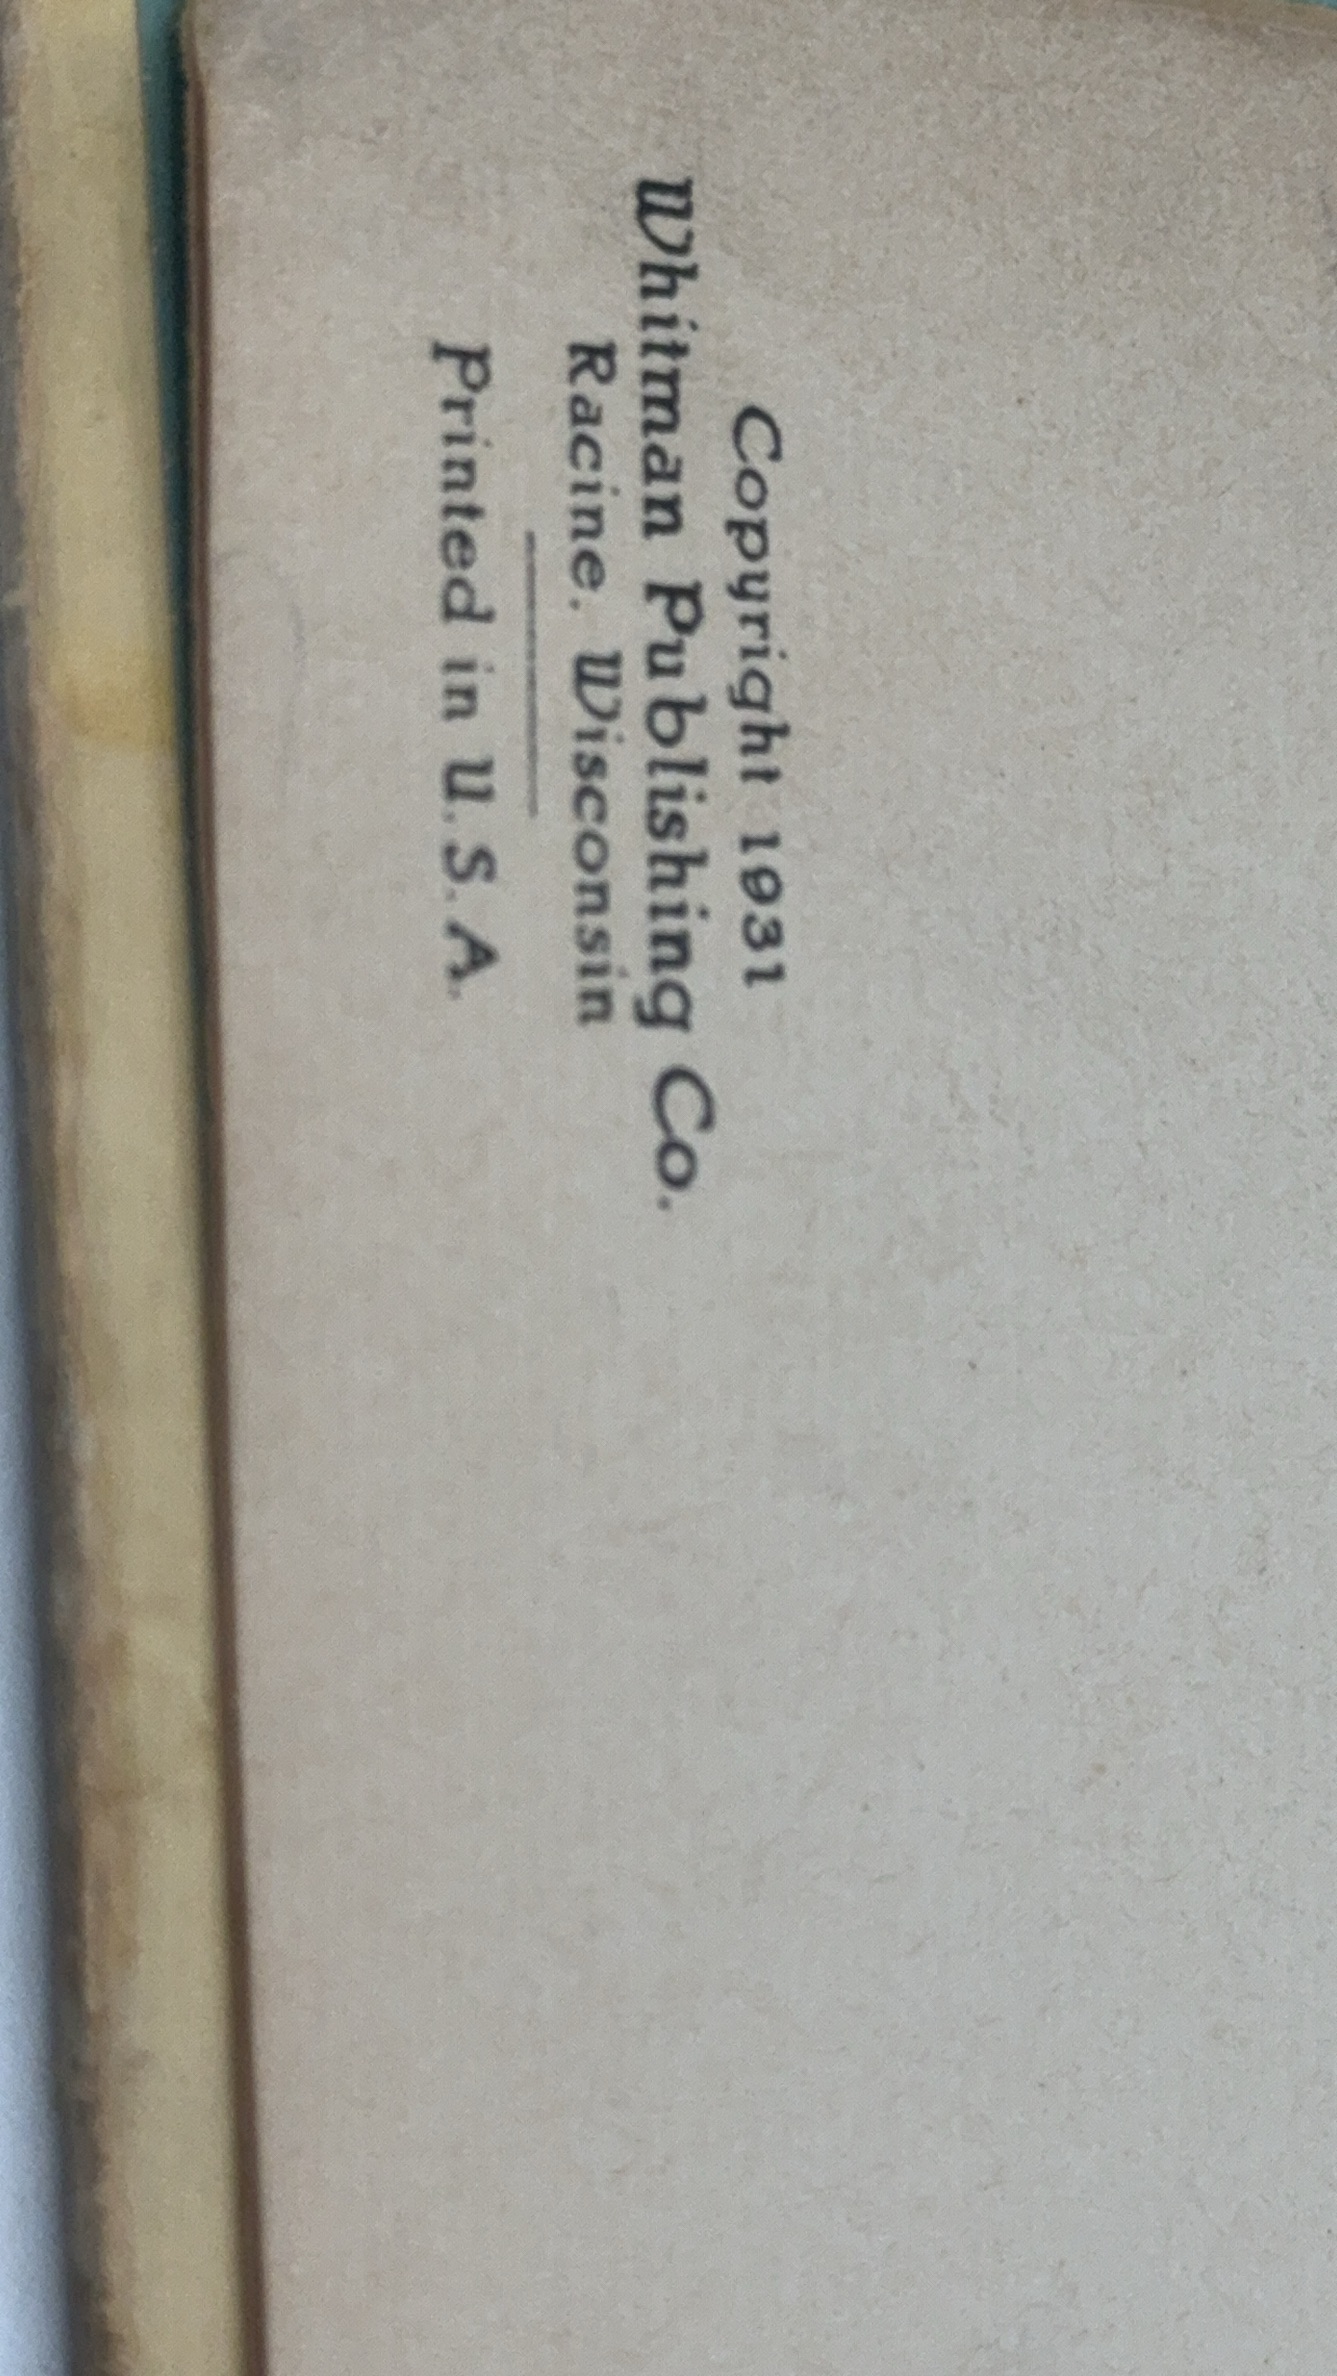 Copyright 1931
Whitman Publishing Co.
Racine, Wisconsin
Printed in U.S.A.